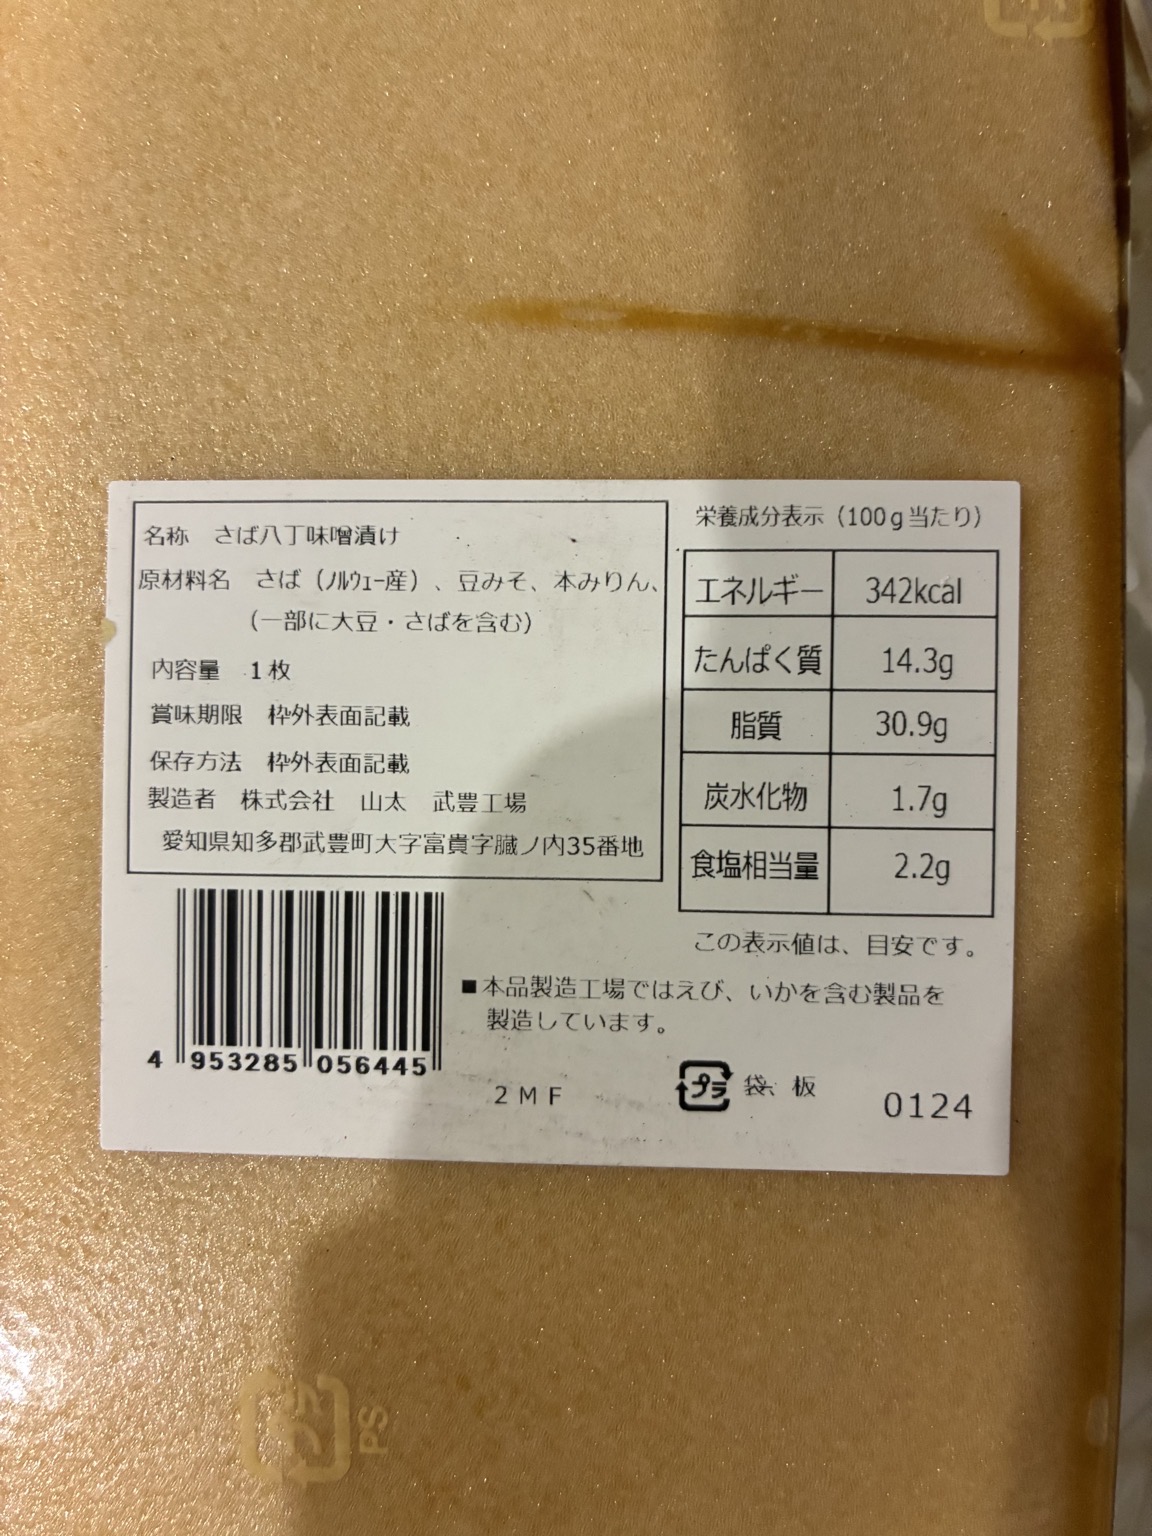 名称 さば八丁味噌漬け
原材料名 さば（ﾉﾙｳｪｰ産）、豆みそ、本みりん、
（一部に大豆・さばを含む）
内容量 1枚
賞味期限 枠外表面記載
保存方法 枠外表面記載
製造者 株式会社 山太 武豊工場
愛知県知多郡武豊町大字富貴字臓ノ内35番地
栄養成分表示（100g当たり）
エネルギー 342kcal
たんぱく質 14.3g
脂質 30.9g
炭水化物 1.7g
食塩相当量 2.2g
この表示値は、目安です。
■本品製造工場ではえび、いかを含む製品を
製造しています。
4 953285 056445
2MF
プラ 袋、板
0124
プラ
PS